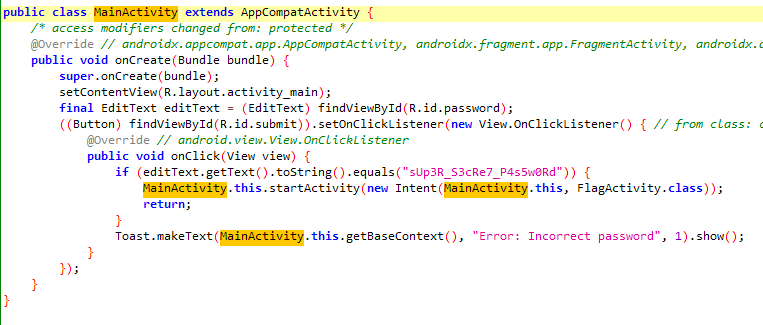 public class MainActivity extends AppCompatActivity {
/* access modifiers changed from: protected */
@Override // androidx.appcompat.app.AppCompatActivity, androidx.fragment.app.FragmentActivity, androidx.a
public void onCreate(Bundle bundle) {
super.onCreate(bundle);
setContentView(R.layout.activity_main);
final EditText editText = (EditText) findViewById(R.id.password);
((Button) findViewById(R.id.submit)).setOnClickListener(new View.OnClickListener() { // from class: c
@Override // android.view.View.OnClickListener
public void onClick(View view) {
if (editText.getText().toString().equals("sUp3R_S3cRe7_P4s5w0Rd")) {
MainActivity.this.startActivity(new Intent(MainActivity.this, FlagActivity.class));
return;
}
Toast.makeText(MainActivity.this.getBaseContext(), "Error: Incorrect password", 1).show();
}
});
}
}